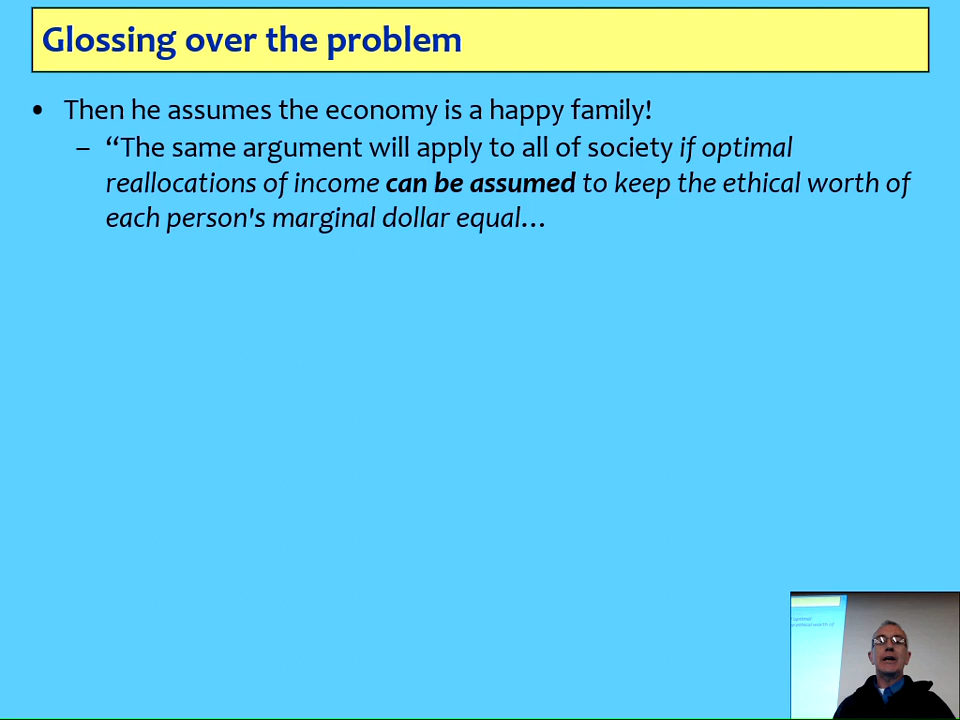 Glossing over the problem
• Then he assumes the economy is a happy family!
– “The same argument will apply to all of society if optimal
reallocations of income can be assumed to keep the ethical worth of
each person's marginal dollar equal…